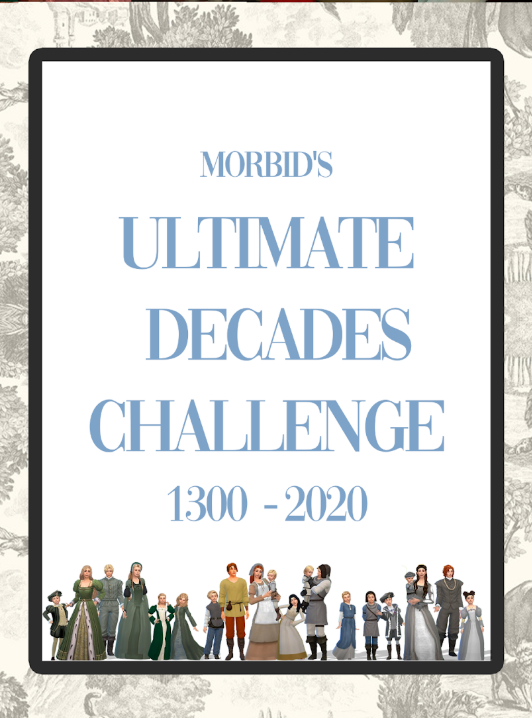 MORBID'S
ULTIMATE
DECADES
CHALLENGE
1300 - 2020